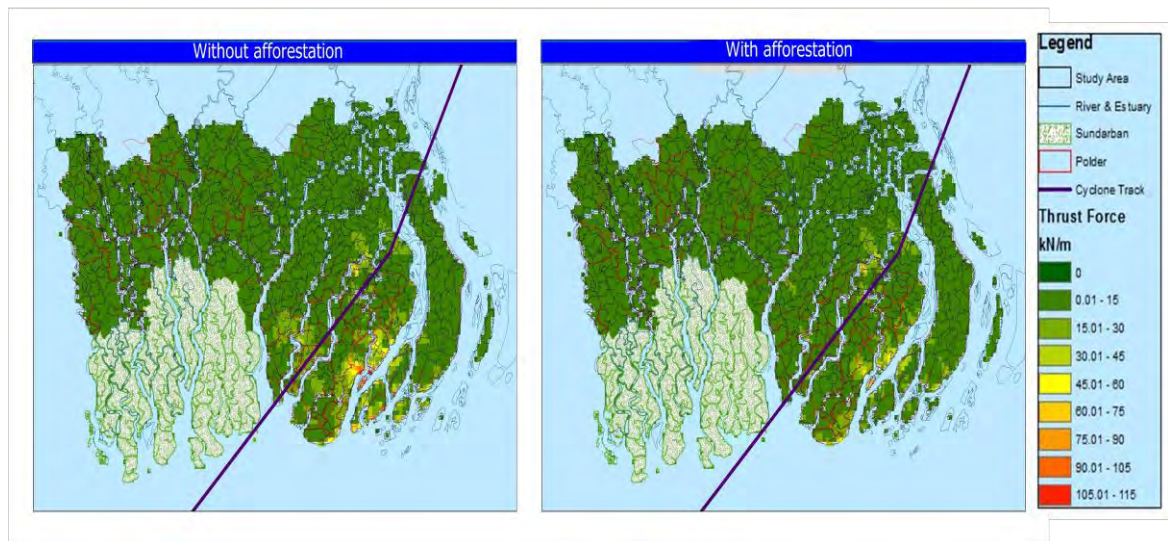 Without afforestation
With afforestation
Legend
Study Area
River & Estuary
Sundarban
Polder
Cyclone Track
Thrust Force
kN/m
0
0.01 - 15
15.01 - 30
30.01 - 45
45.01 - 60
60.01 - 75
75.01 - 90
90.01 - 105
105.01 - 115